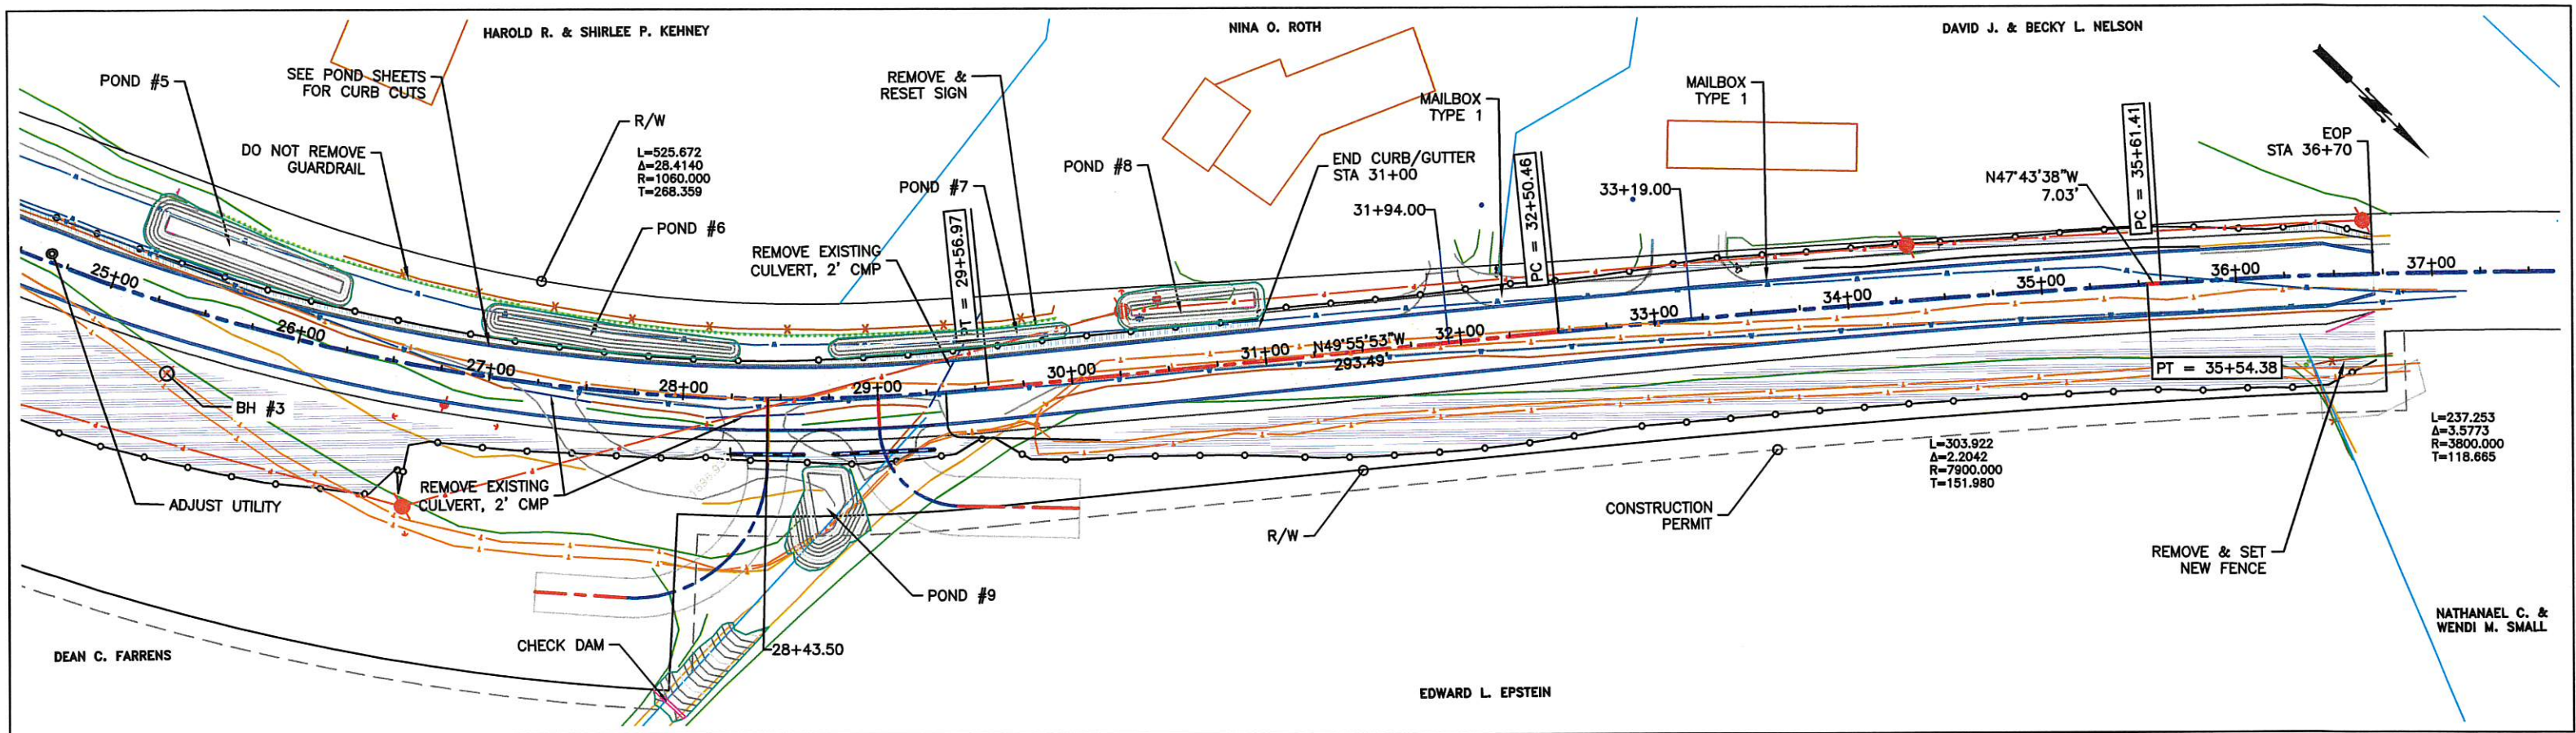 HAROLD R. & SHIRLEE P. KEHNEY
NINA O. ROTH
DAVID J. & BECKY L. NELSON
POND #5
SEE POND SHEETS
FOR CURB CUTS
R/W
L=525.672
Δ=28.4140
R=1060.000
T=268.359
REMOVE &
RESET SIGN
MAILBOX
TYPE 1
MAILBOX
TYPE 1
DO NOT REMOVE
GUARDRAIL
POND #6
POND #7
POND #8
END CURB/GUTTER
STA 31+00
31+94.00
PC = 32+50.46
33+19.00
N47°43'38"W
7.03'
PC = 35+61.41
EOP
STA 36+70
REMOVE EXISTING
CULVERT, 2' CMP
PT = 29+56.97
25+00
26+00
27+00
28+00
29+00
30+00
31+00
N49°55'53"W
293.49'
32+00
33+00
34+00
35+00
36+00
37+00
PT = 35+54.38
BH #3
ADJUST UTILITY
REMOVE EXISTING
CULVERT, 2' CMP
L=303.922
Δ=2.2042
R=7900.000
T=151.980
L=237.253
Δ=3.5773
R=3800.000
T=118.665
R/W
CONSTRUCTION
PERMIT
REMOVE & SET
NEW FENCE
POND #9
CHECK DAM
28+43.50
DEAN C. FARRENS
EDWARD L. EPSTEIN
NATHANAEL C. &
WENDI M. SMALL